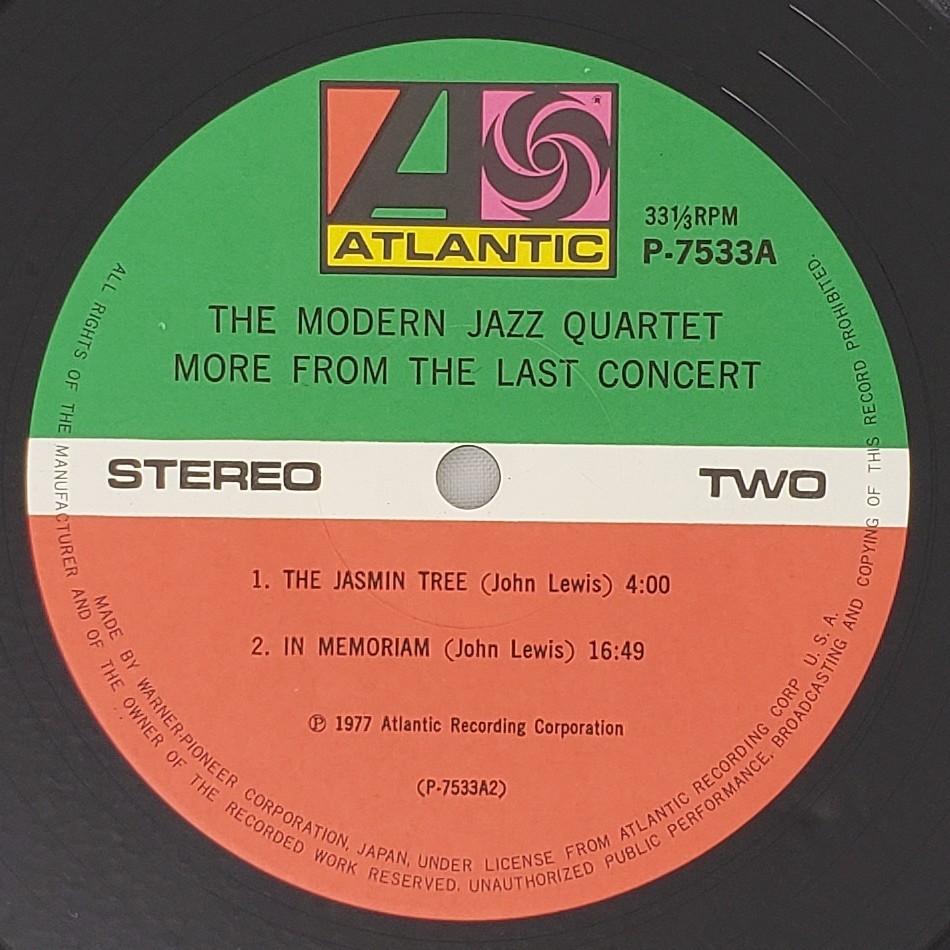 ATLANTIC
®
33⅓RPM
P-7533A
THE MODERN JAZZ QUARTET
MORE FROM THE LAST CONCERT
STEREO
TWO
1. THE JASMIN TREE (John Lewis) 4:00
2. IN MEMORIAM (John Lewis) 16:49
℗ 1977 Atlantic Recording Corporation
(P-7533A2)
MADE BY WARNER-PIONEER CORPORATION, JAPAN, UNDER LICENSE FROM ATLANTIC RECORDING CORP U. S. A.
ALL RIGHTS OF THE MANUFACTURER AND OF THE OWNER OF THE RECORDED WORK RESERVED. UNAUTHORIZED PUBLIC PERFORMANCE, BROADCASTING AND COPYING OF THIS RECORD PROHIBITED.